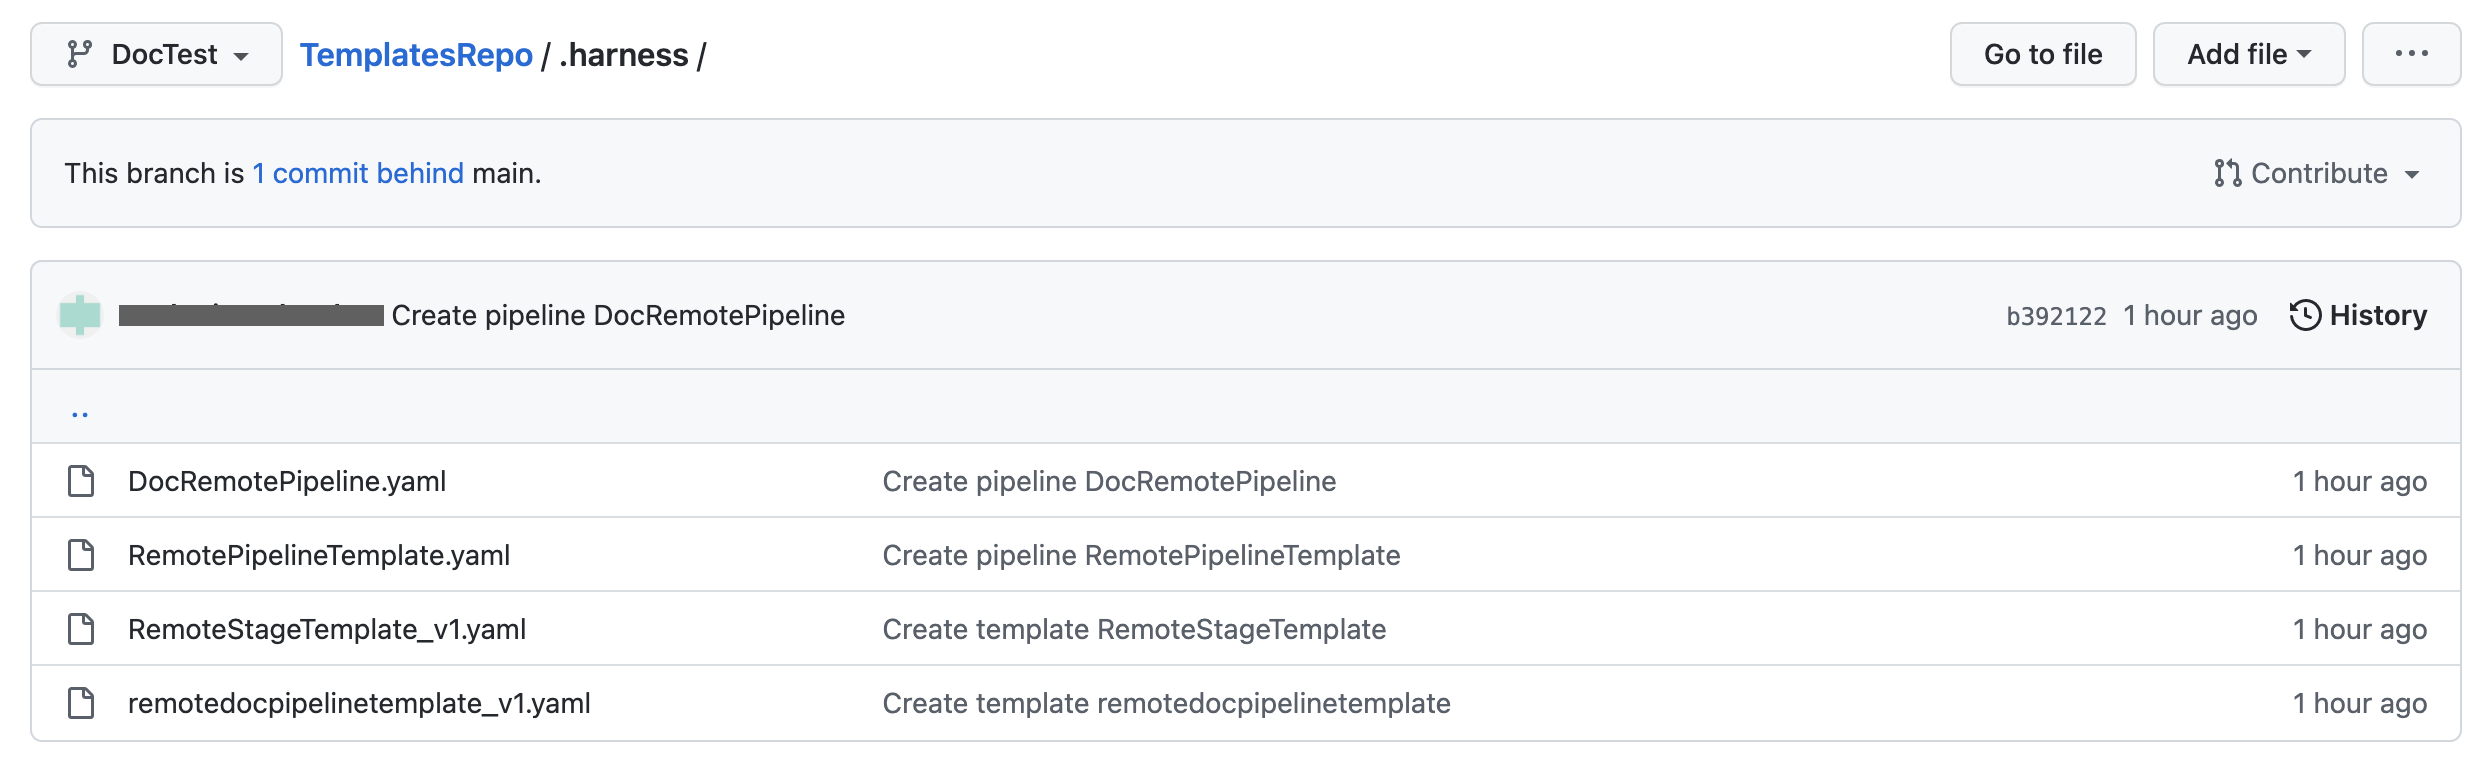 DocTest TemplatesRepo / .harness / Go to file Add file ...
This branch is 1 commit behind main. Contribute
Create pipeline DocRemotePipeline b392122 1 hour ago History
..
DocRemotePipeline.yaml Create pipeline DocRemotePipeline 1 hour ago
RemotePipelineTemplate.yaml Create pipeline RemotePipelineTemplate 1 hour ago
RemoteStageTemplate_v1.yaml Create template RemoteStageTemplate 1 hour ago
remotedocpipelinetemplate_v1.yaml Create template remotedocpipelinetemplate 1 hour ago